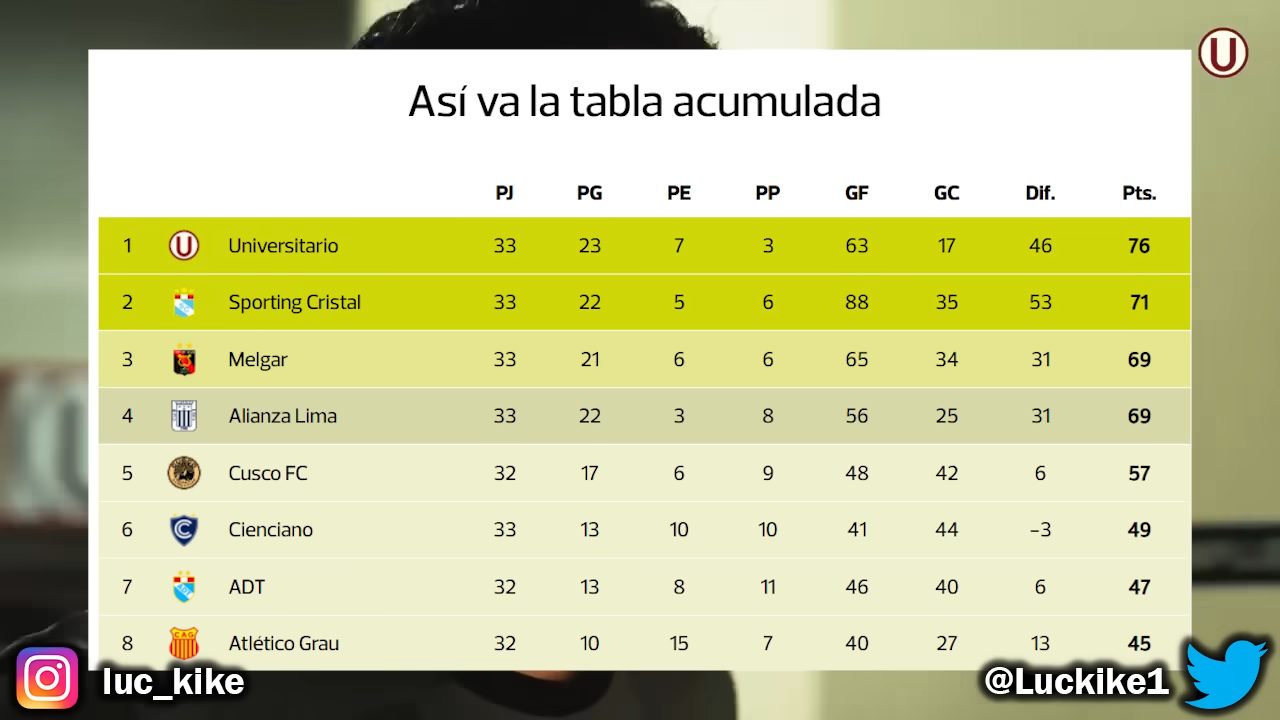 U
Así va la tabla acumulada
PJ PG PE PP GF GC Dif. Pts.
1 U Universitario 33 23 7 3 63 17 46 76
2 Sporting Cristal 33 22 5 6 88 35 53 71
3 Melgar 33 21 6 6 65 34 31 69
4 Alianza Lima 33 22 3 8 56 25 31 69
5 Cusco FC 32 17 6 9 48 42 6 57
6 C Cienciano 33 13 10 10 41 44 -3 49
7 ADT 32 13 8 11 46 40 6 47
8 CAG Atlético Grau 32 10 15 7 40 27 13 45
luc_kike
@Luckike1